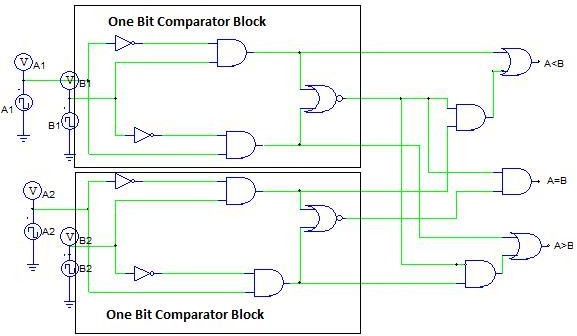 One Bit Comparator Block
V A1
V B1
A<B
A1
B1
A=B
V A2
A2
V B2
A>B
B2
One Bit Comparator Block